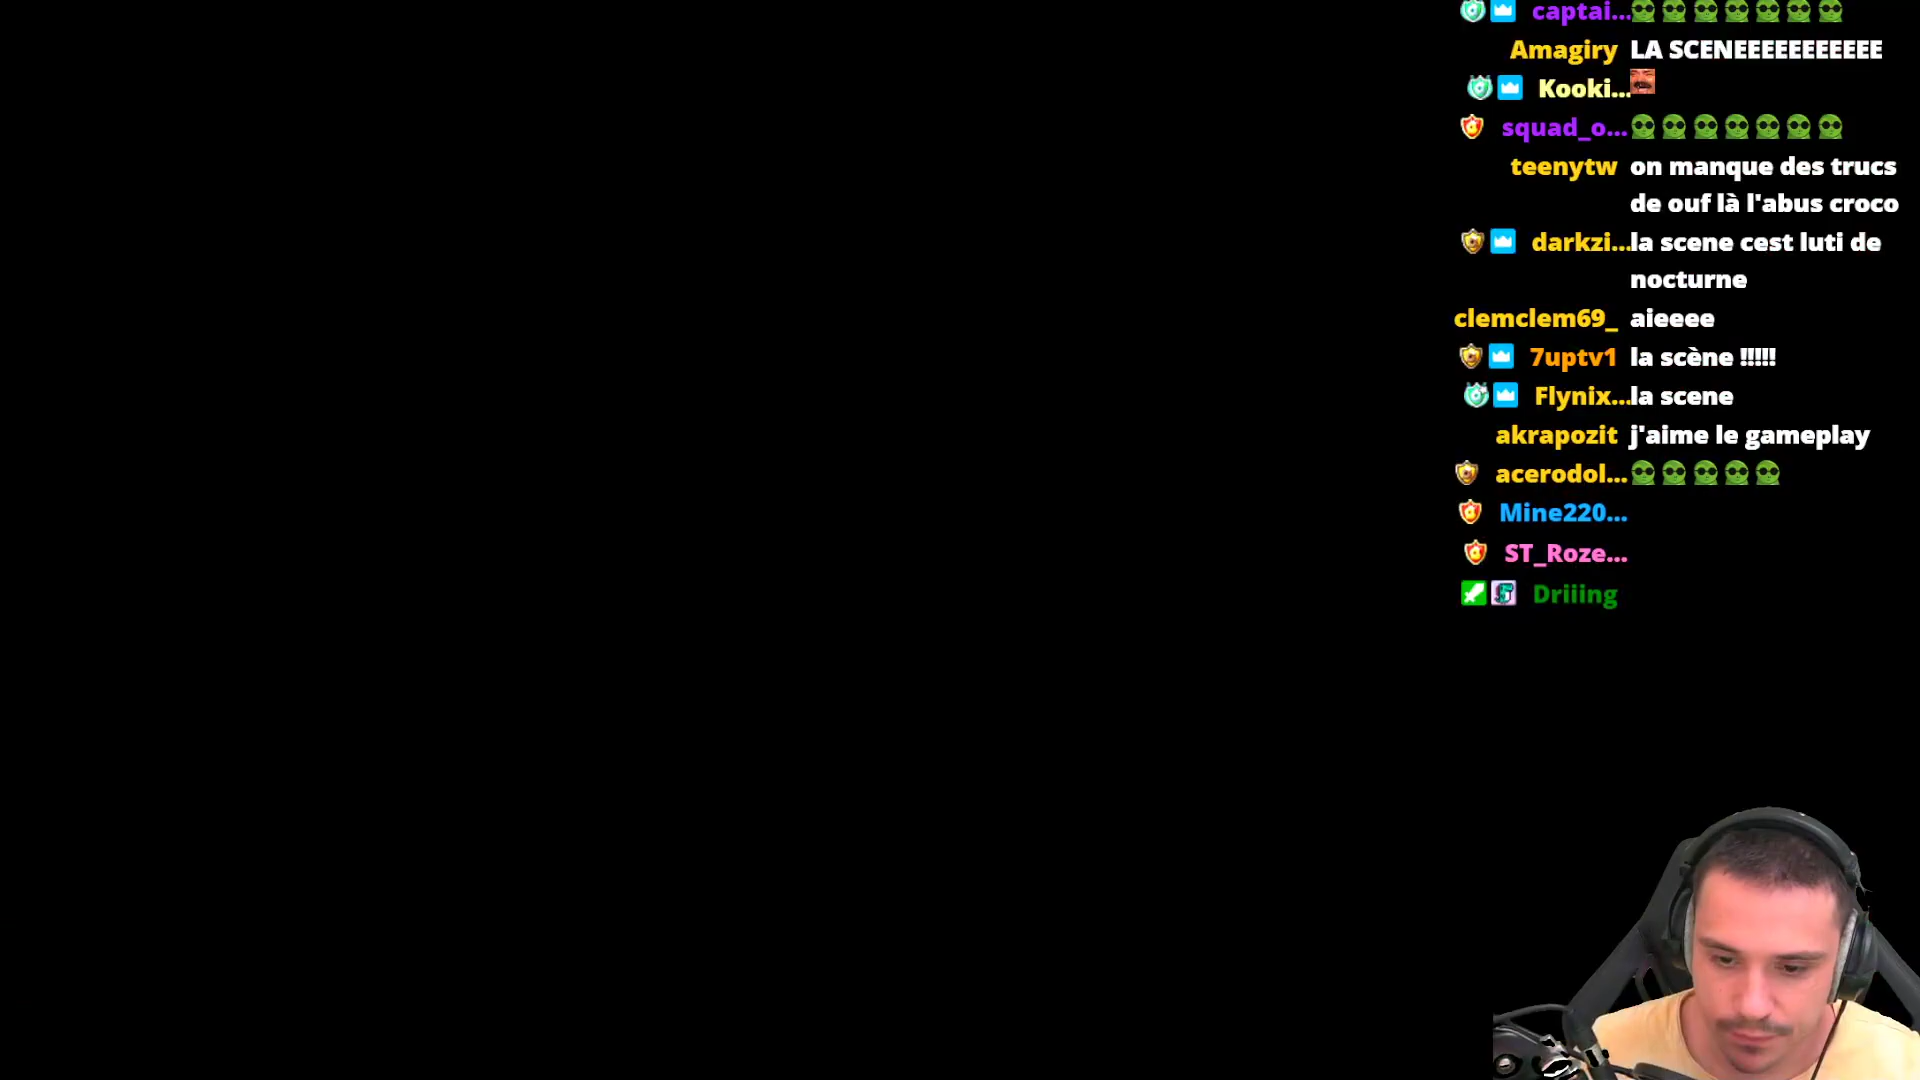 captai...
Amagiry LA SCENEEEEEEEEEEE
Kooki...
squad_o...
teenytw on manque des trucs
de ouf là l'abus croco
darkzi... la scene cest luti de
nocturne
clemclem69_ aieeee
7uptv1 la scène !!!!!
Flynix... la scene
akrapozit j'aime le gameplay
acerodol...
Mine220...
ST_Roze...
Driiing